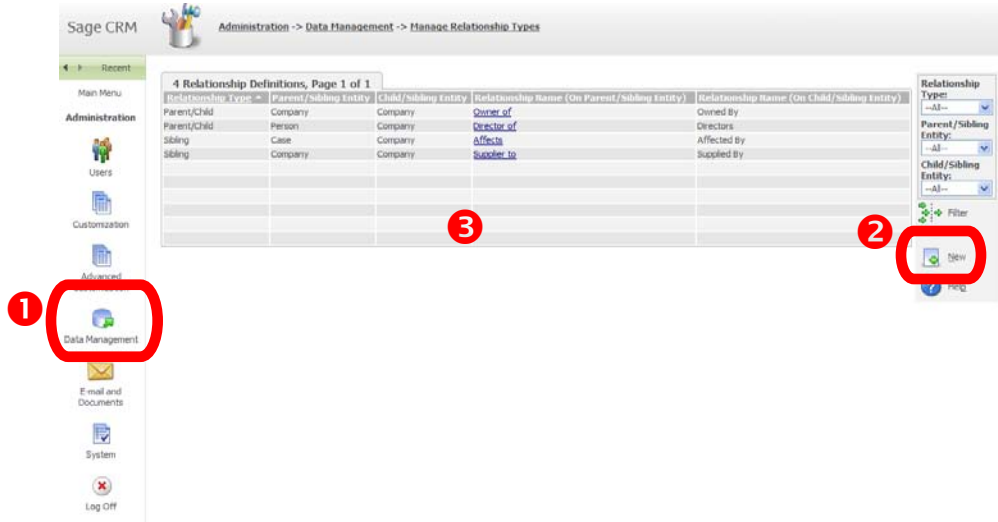 Sage CRM
Administration -> Data Management -> Manage Relationship Types
Recent
Main Menu
Administration
Users
Customization
Advanced
1
Data Management
E-mail and
Documents
System
Log Off
4 Relationship Definitions, Page 1 of 1
Relationship Type Parent/Sibling Entity Child/Sibling Entity Relationship Name (On Parent/Sibling Entity) Relationship Name (On Child/Sibling Entity)
Parent/Child Company Company Owner of Owned By
Parent/Child Person Company Director of Directors
Sibling Case Company Affects Affected By
Sibling Company Company Supplier to Supplied By
3
Relationship
Type:
--All--
Parent/Sibling
Entity:
--All--
Child/Sibling
Entity:
--All--
Filter
2
New
Help